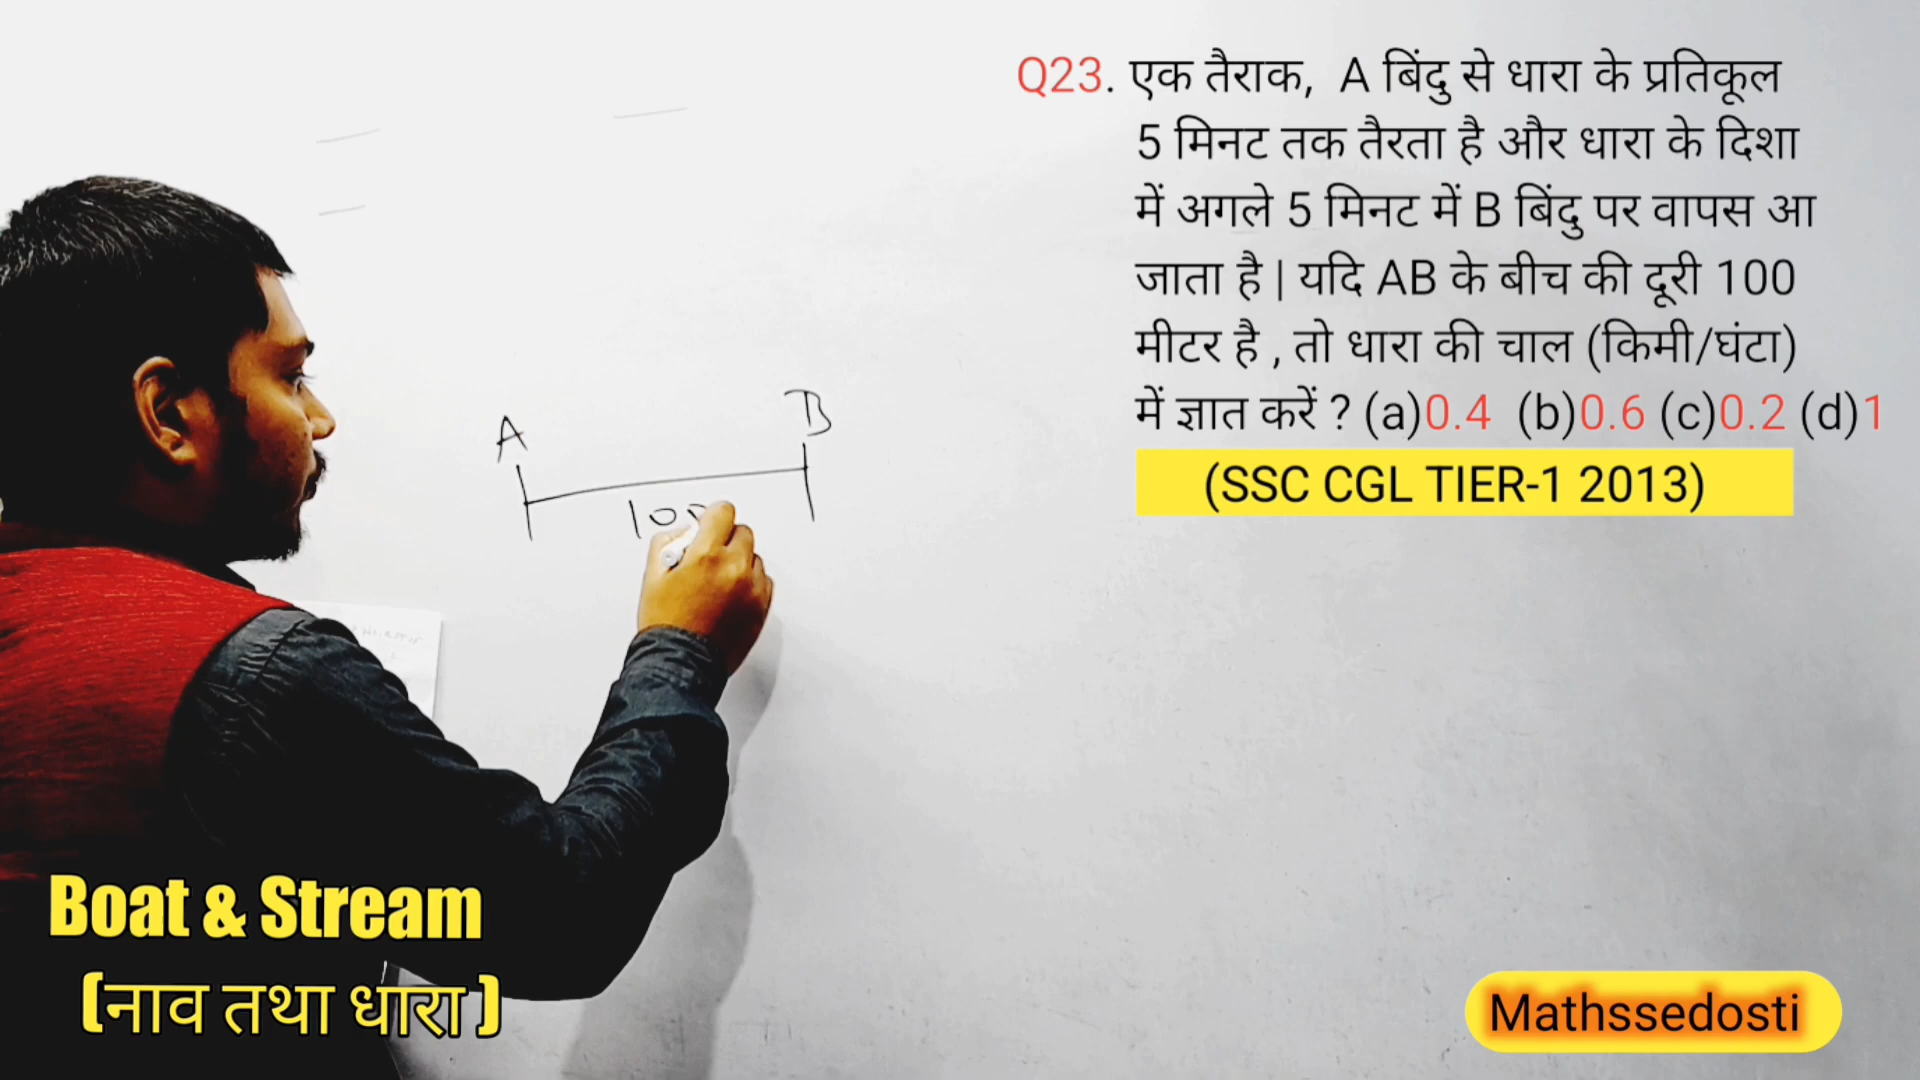 Q23. एक तैराक, A बिंदु से धारा के प्रतिकूल
5 मिनट तक तैरता है और धारा के दिशा
में अगले 5 मिनट में B बिंदु पर वापस आ
जाता है | यदि AB के बीच की दूरी 100
मीटर है , तो धारा की चाल (किमी/घंटा)
में ज्ञात करें ? (a)0.4 (b)0.6 (c)0.2 (d)1
(SSC CGL TIER-1 2013)
A
B
100
Boat & Stream
(नाव तथा धारा)
Mathssedosti